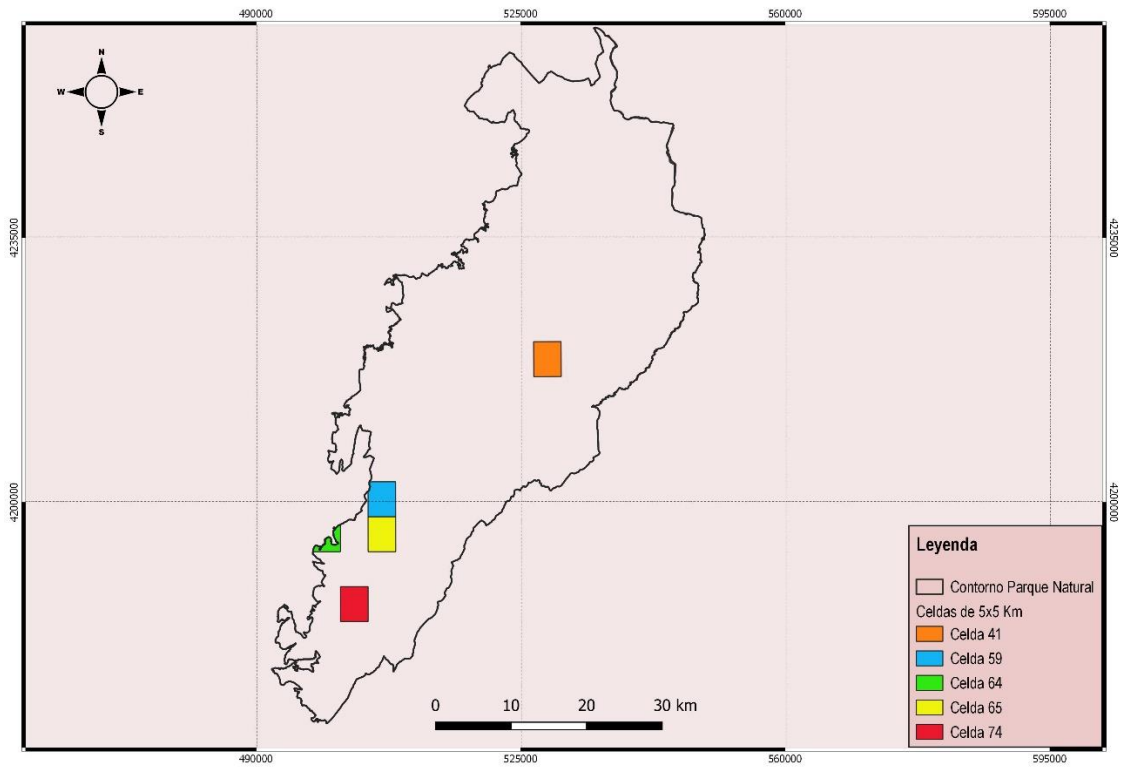 490000 525000 560000 595000
N
W E
S
4235000 4235000
4200000 4200000
Leyenda
Contorno Parque Natural
Celdas de 5x5 Km
Celda 41
Celda 59
Celda 64
Celda 65
Celda 74
0 10 20 30 km
490000 525000 560000 595000